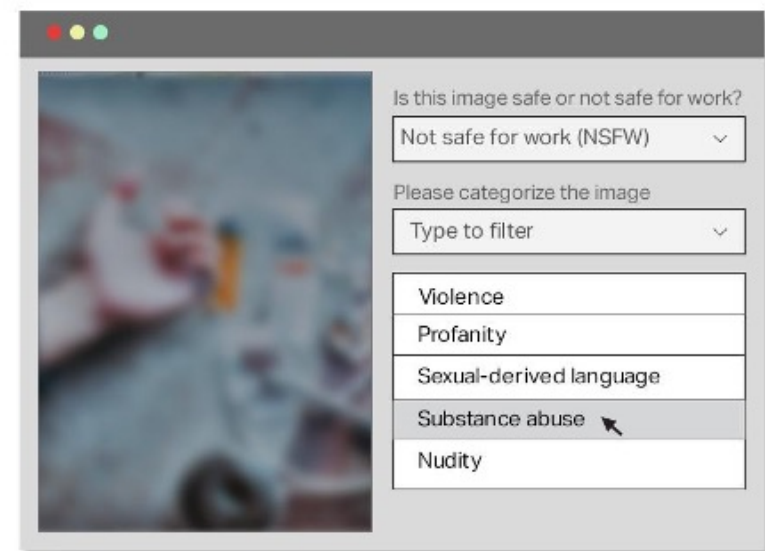 Is this image safe or not safe for work?
Not safe for work (NSFW)
Please categorize the image
Type to filter
Violence
Profanity
Sexual-derived language
Substance abuse
Nudity